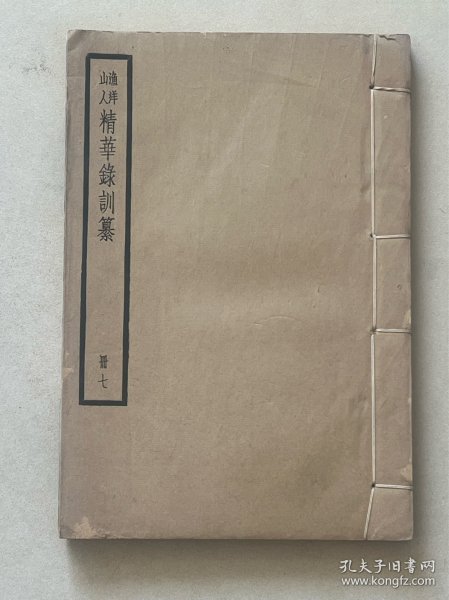 漁洋
山人
精華錄訓纂
冊七
孔夫子旧书网
www.kongfz.com